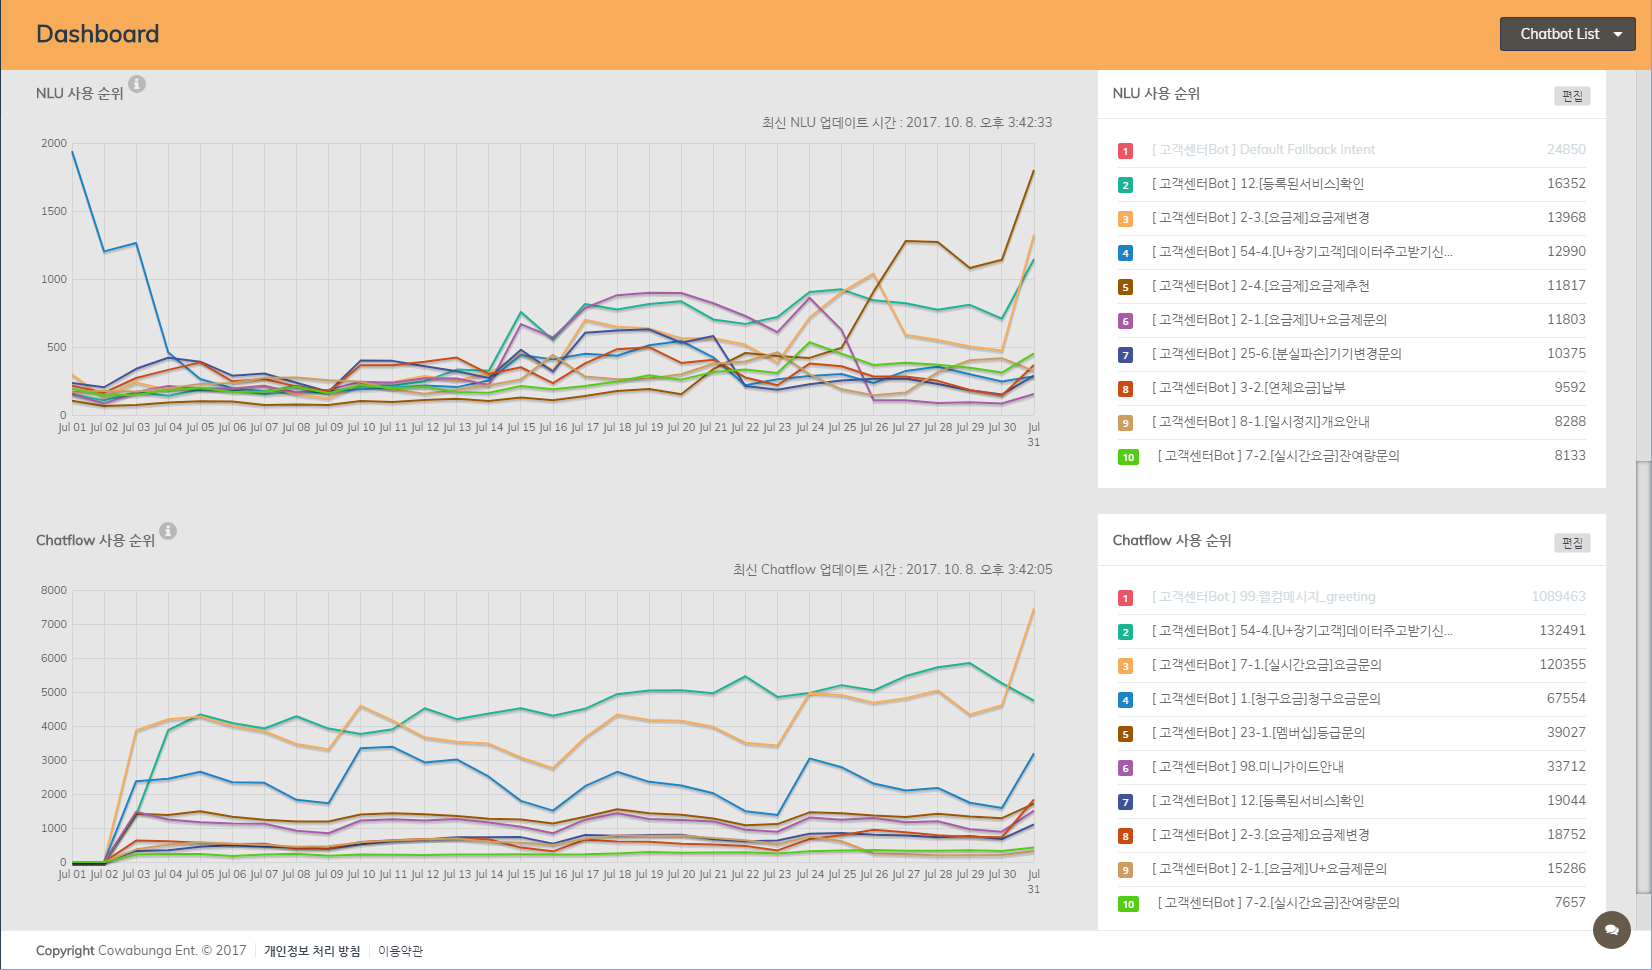 Dashboard
Chatbot List
NLU 사용 순위
최신 NLU 업데이트 시간 : 2017. 10. 8. 오후 3:42:33
2000
1500
1000
500
0
Jul 01 Jul 02 Jul 03 Jul 04 Jul 05 Jul 06 Jul 07 Jul 08 Jul 09 Jul 10 Jul 11 Jul 12 Jul 13 Jul 14 Jul 15 Jul 16 Jul 17 Jul 18 Jul 19 Jul 20 Jul 21 Jul 22 Jul 23 Jul 24 Jul 25 Jul 26 Jul 27 Jul 28 Jul 29 Jul 30 Jul 31
NLU 사용 순위
편집
1 [ 고객센터Bot ] Default Fallback Intent 24850
2 [ 고객센터Bot ] 12.[등록된서비스]확인 16352
3 [ 고객센터Bot ] 2-3.[요금제]요금제변경 13968
4 [ 고객센터Bot ] 54-4.[U+장기고객]데이터주고받기신... 12990
5 [ 고객센터Bot ] 2-4.[요금제]요금제추천 11817
6 [ 고객센터Bot ] 2-1.[요금제]U+요금제문의 11803
7 [ 고객센터Bot ] 25-6.[분실파손]기기변경문의 10375
8 [ 고객센터Bot ] 3-2.[연체요금]납부 9592
9 [ 고객센터Bot ] 8-1.[일시정지]개요안내 8288
10 [ 고객센터Bot ] 7-2.[실시간요금]잔여량문의 8133
Chatflow 사용 순위
최신 Chatflow 업데이트 시간 : 2017. 10. 8. 오후 3:42:05
8000
7000
6000
5000
4000
3000
2000
1000
0
Jul 01 Jul 02 Jul 03 Jul 04 Jul 05 Jul 06 Jul 07 Jul 08 Jul 09 Jul 10 Jul 11 Jul 12 Jul 13 Jul 14 Jul 15 Jul 16 Jul 17 Jul 18 Jul 19 Jul 20 Jul 21 Jul 22 Jul 23 Jul 24 Jul 25 Jul 26 Jul 27 Jul 28 Jul 29 Jul 30 Jul 31
Chatflow 사용 순위
편집
1 [ 고객센터Bot ] 99.웰컴메시지_greeting 1089463
2 [ 고객센터Bot ] 54-4.[U+장기고객]데이터주고받기신... 132491
3 [ 고객센터Bot ] 7-1.[실시간요금]요금문의 120355
4 [ 고객센터Bot ] 1.[청구요금]청구요금문의 67554
5 [ 고객센터Bot ] 23-1.[멤버십]등급문의 39027
6 [ 고객센터Bot ] 98.미니가이드안내 33712
7 [ 고객센터Bot ] 12.[등록된서비스]확인 19044
8 [ 고객센터Bot ] 2-3.[요금제]요금제변경 18752
9 [ 고객센터Bot ] 2-1.[요금제]U+요금제문의 15286
10 [ 고객센터Bot ] 7-2.[실시간요금]잔여량문의 7657
Copyright Cowabunga Ent. © 2017 개인정보 처리 방침 이용약관